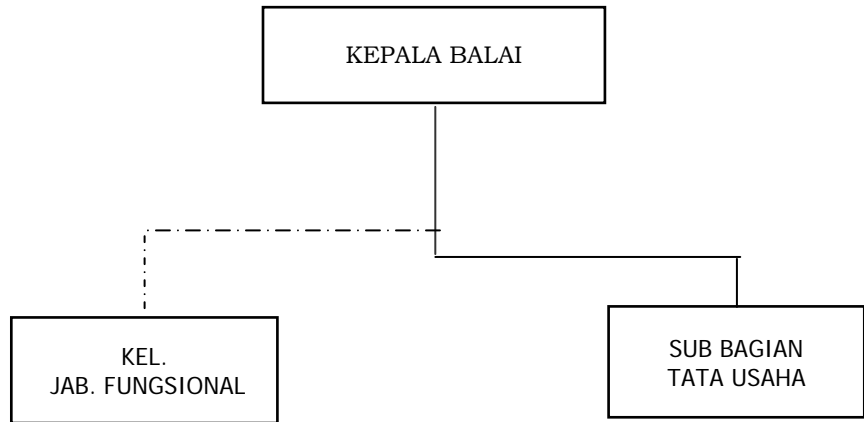 KEPALA BALAI
KEL.
JAB. FUNGSIONAL
SUB BAGIAN
TATA USAHA